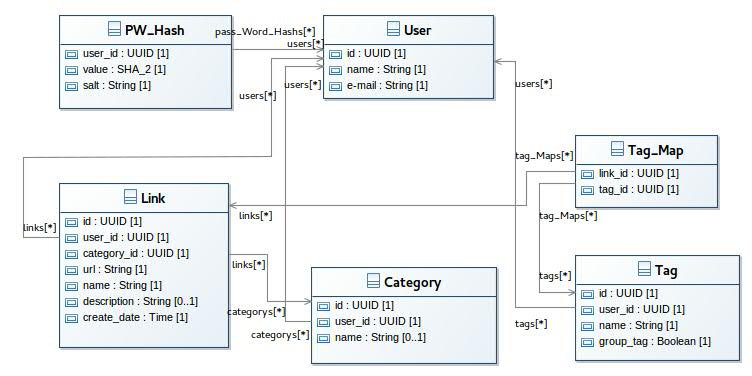 PW_Hash
user_id : UUID [1]
value : SHA_2 [1]
salt : String [1]
pass_Word_Hashs[*]
users[*]
User
id : UUID [1]
name : String [1]
e-mail : String [1]
users[*]
users[*]
users[*]
tag_Maps[*]
Tag_Map
link_id : UUID [1]
tag_id : UUID [1]
tag_Maps[*]
links[*]
Link
id : UUID [1]
user_id : UUID [1]
category_id : UUID [1]
url : String [1]
name : String [1]
description : String [0..1]
create_date : Time [1]
links[*]
links[*]
categorys[*]
categorys[*]
Category
id : UUID [1]
user_id : UUID [1]
name : String [0..1]
tags[*]
tags[*]
Tag
id : UUID [1]
user_id : UUID [1]
name : String [1]
group_tag : Boolean [1]